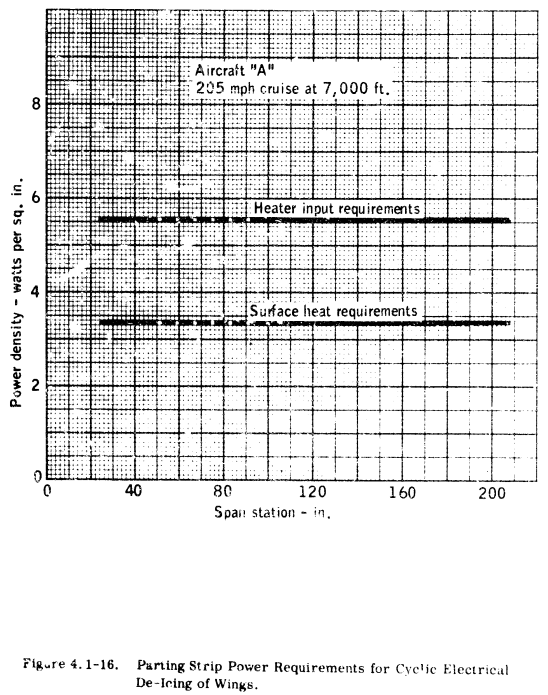 Aircraft "A"
205 mph cruise at 7,000 ft.
8
Heater input requirements
6
Power density - watts per sq. in.
Surface heat requirements
4
2
0
0 40 80 120 160 200
Span station - in.
Figure 4.1-16. Parting Strip Power Requirements for Cyclic Electrical
De-Icing of Wings.